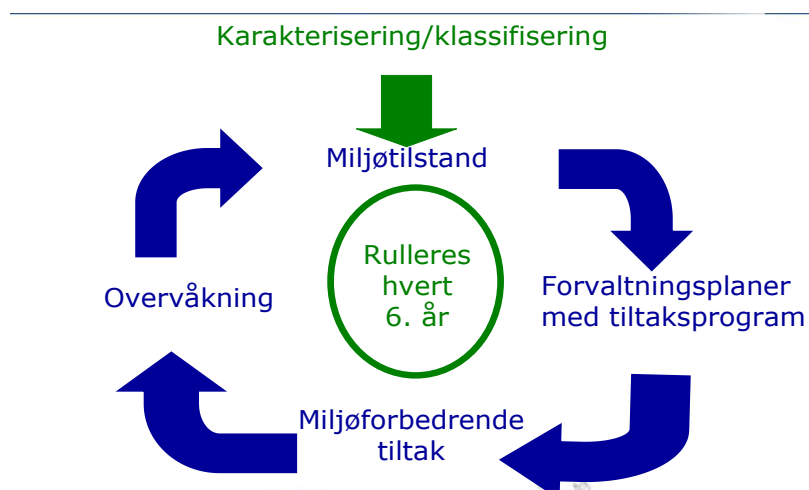 Karakterisering/klassifisering
Miljøtilstand
Rulleres
hvert
6. år
Overvåkning
Forvaltningsplaner
med tiltaksprogram
Miljøforbedrende
tiltak